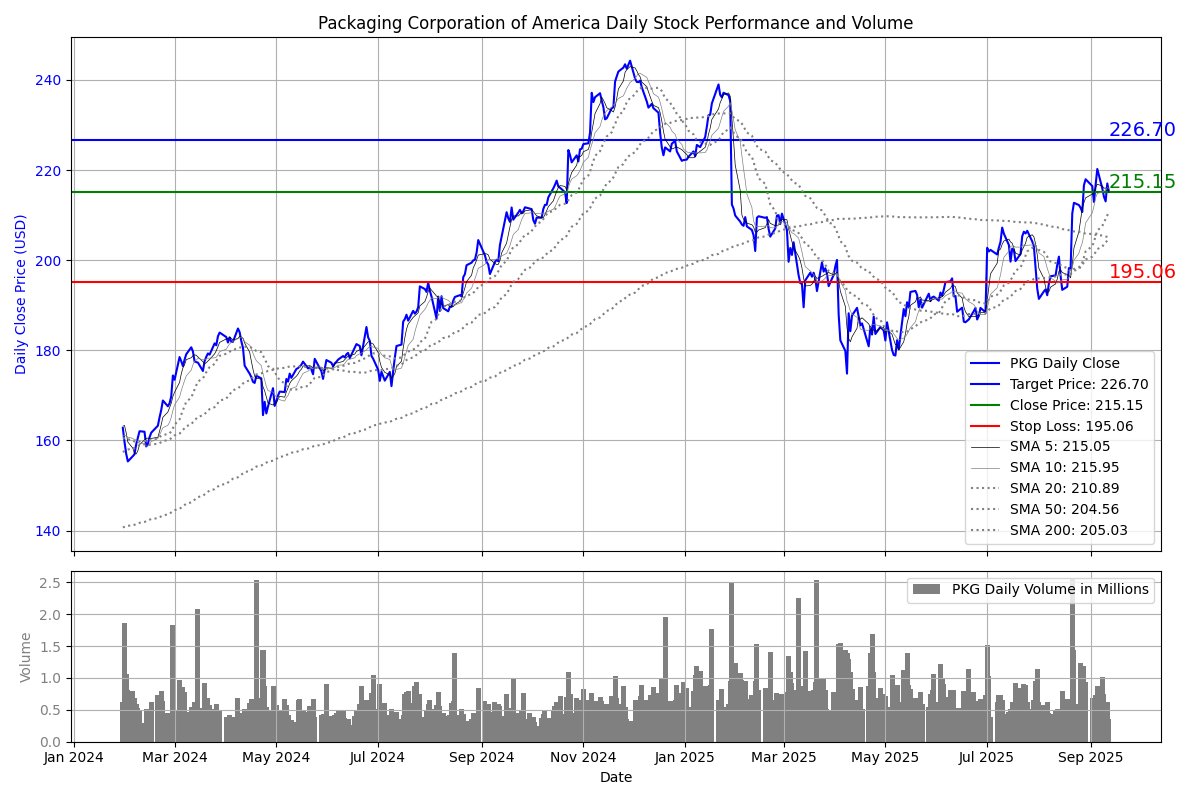 Packaging Corporation of America Daily Stock Performance and Volume
Daily Close Price (USD)
240
220
200
180
160
140
226.70
215.15
195.06
PKG Daily Close
Target Price: 226.70
Close Price: 215.15
Stop Loss: 195.06
SMA 5: 215.05
SMA 10: 215.95
SMA 20: 210.89
SMA 50: 204.56
SMA 200: 205.03
Volume
2.5
2.0
1.5
1.0
0.5
0.0
PKG Daily Volume in Millions
Jan 2024 Mar 2024 May 2024 Jul 2024 Sep 2024 Nov 2024 Jan 2025 Mar 2025 May 2025 Jul 2025 Sep 2025
Date